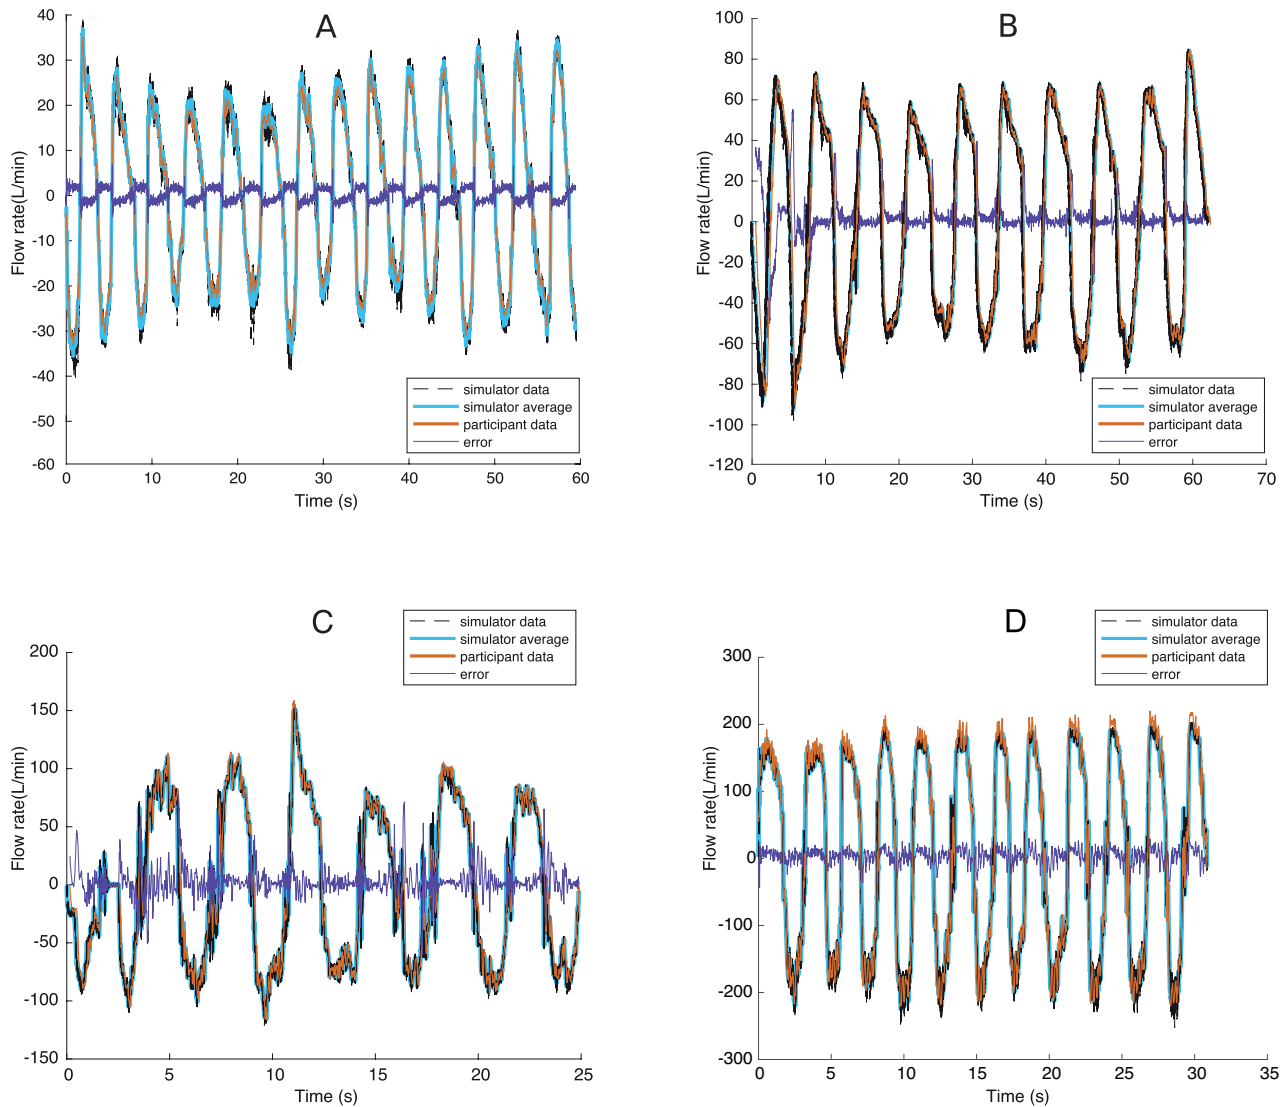 A
40
30
20
10
0
-10
-20
-30
-40
-50
-60
Flow rate(L/min)
simulator data
simulator average
participant data
error
0 10 20 30 40 50 60
Time (s)
B
100
80
60
40
20
0
-20
-40
-60
-80
-100
-120
Flow rate(L/min)
simulator data
simulator average
participant data
error
0 10 20 30 40 50 60 70
Time (s)
C
simulator data
simulator average
participant data
error
200
150
100
50
0
-50
-100
-150
Flow rate(L/min)
0 5 10 15 20 25
Time (s)
D
simulator data
simulator average
participant data
error
300
200
100
0
-100
-200
-300
Flow rate(L/min)
0 5 10 15 20 25 30 35
Time (s)